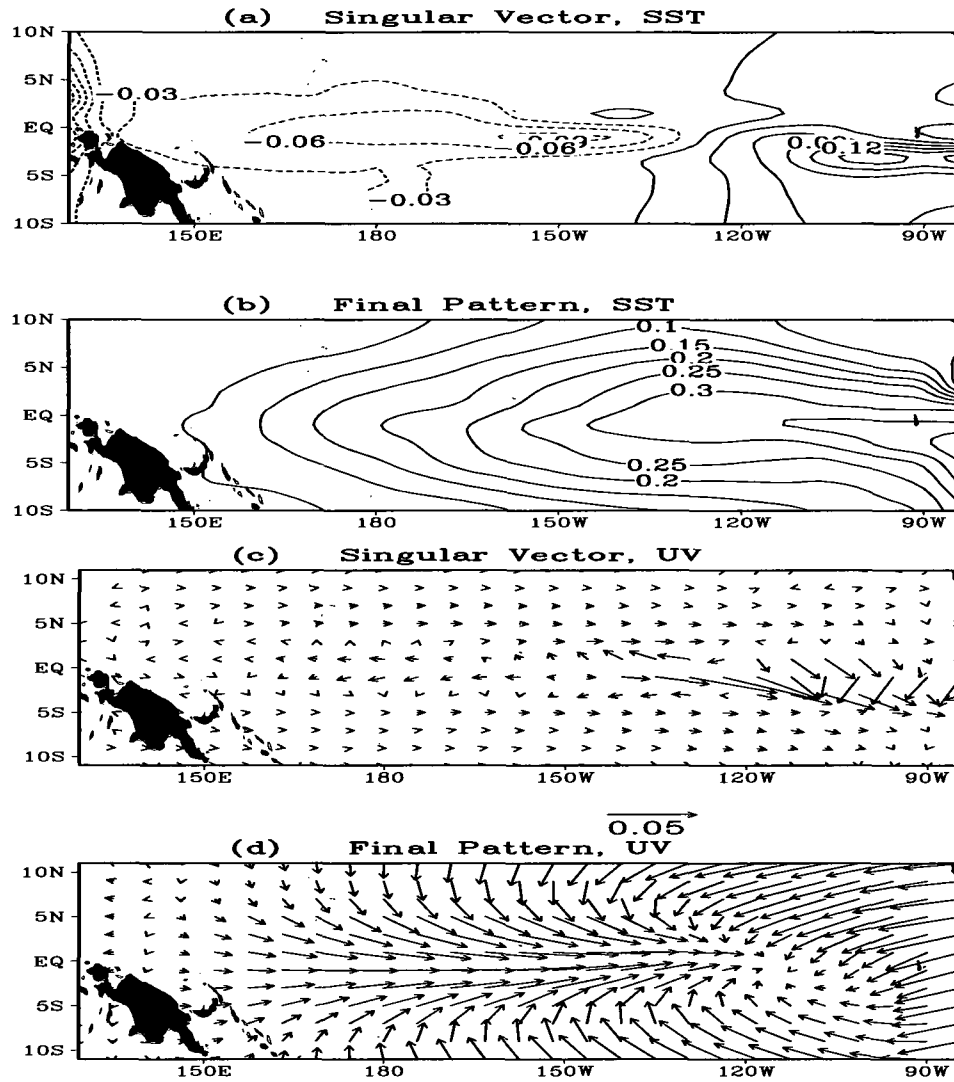 (a) Singular Vector, SST
10N
5N
EQ
5S
10S
−0.03
−0.06
−0.06
−0.03
0.12
150E 180 150W 120W 90W
(b) Final Pattern, SST
10N
5N
EQ
5S
10S
0.1
0.15
0.2
0.25
0.3
0.25
0.2
150E 180 150W 120W 90W
(c) Singular Vector, UV
10N
5N
EQ
5S
10S
150E 180 150W 120W 90W
0.05
(d) Final Pattern, UV
10N
5N
EQ
5S
10S
150E 180 150W 120W 90W